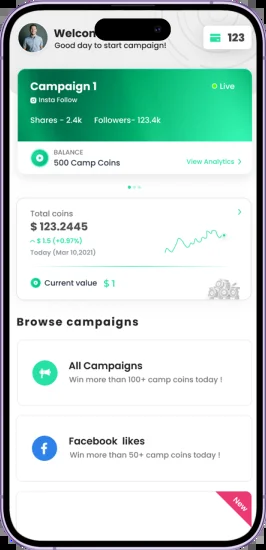 Welcom
Good day to start campaign!
123
Campaign 1
Live
Insta Follow
Shares - 2.4k Followers- 123.4k
BALANCE
500 Camp Coins
View Analytics >
Total coins
$ 123.2445
$ 1.5 (+0.97%)
Today (Mar 10,2021)
Current value $ 1
Browse campaigns
All Campaigns
Win more than 100+ camp coins today !
Facebook likes
Win more than 50+ camp coins today !
New